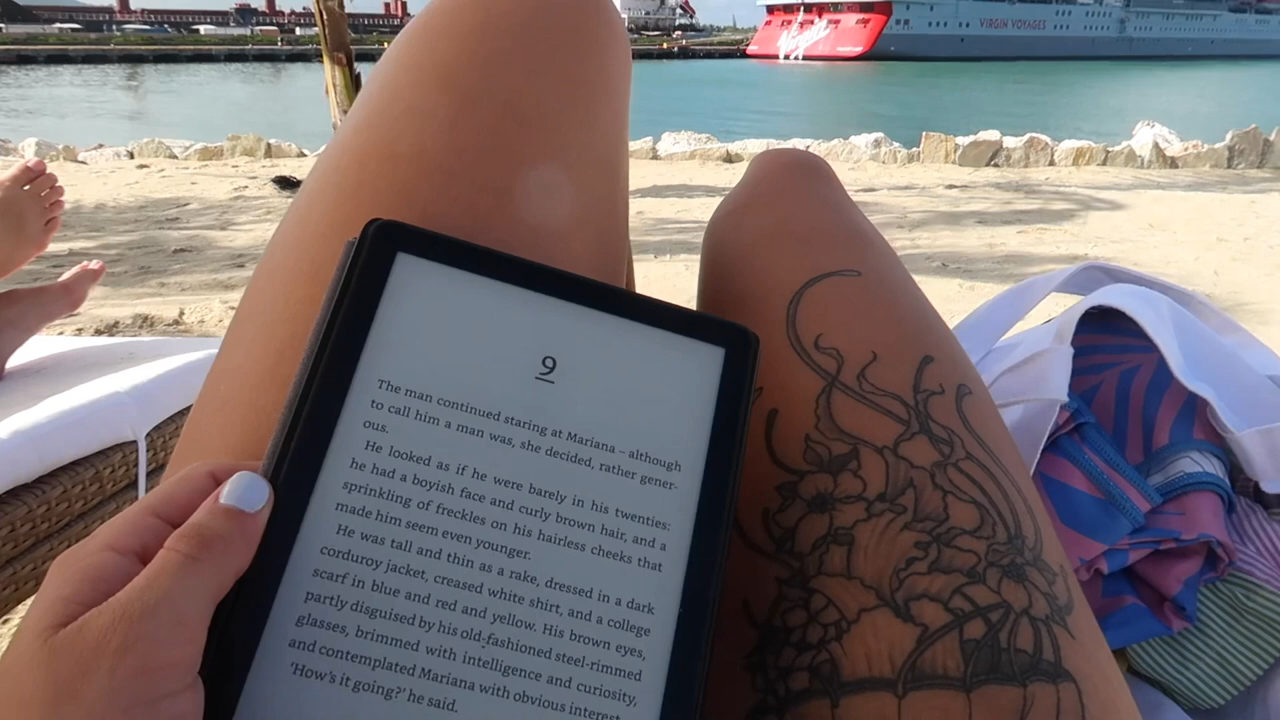 Virgin
VIRGIN VOYAGES
9
The man continued staring at Mariana – although
to call him a man was, she decided, rather gener-
ous.
He looked as if he were barely in his twenties:
he had a boyish face and curly brown hair, and a
sprinkling of freckles on his hairless cheeks that
made him seem even younger.
He was tall and thin as a rake, dressed in a dark
corduroy jacket, creased white shirt, and a college
scarf in blue and red and yellow. His brown eyes,
partly disguised by his old-fashioned steel-rimmed
glasses, brimmed with intelligence and curiosity,
and contemplated Mariana with obvious interest.
'How's it going?' he said.